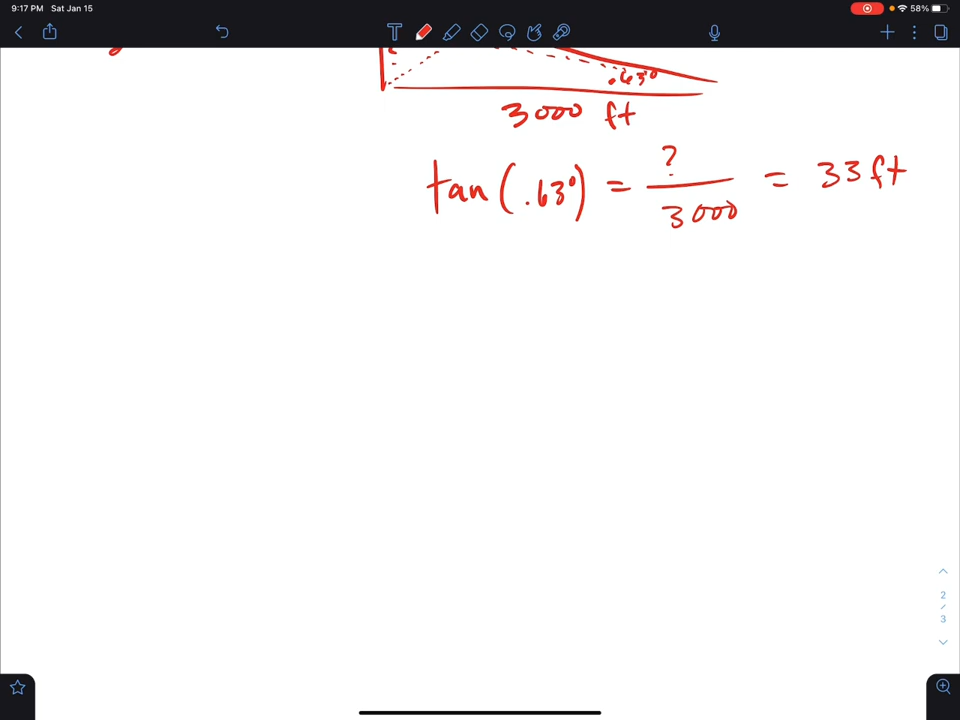 9:17 PM Sat Jan 15
58%
T
.63°
3000 ft
tan(.63°) = ?/3000 = 33 ft
2
/
3